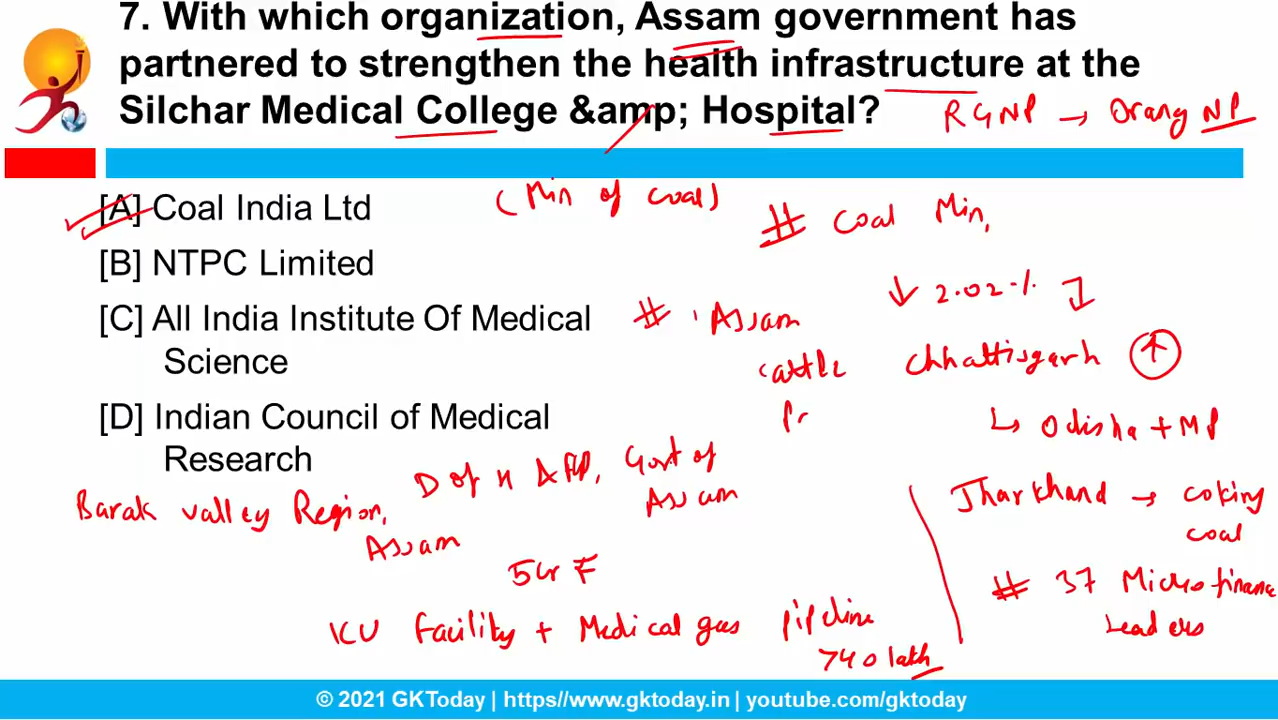 7. With which organization, Assam government has
partnered to strengthen the health infrastructure at the
Silchar Medical College &amp; Hospital?
RGNP → Orang NP
[A] Coal India Ltd
(Min of coal)
# Coal Min,
[B] NTPC Limited
↓ 2.02%
[C] All India Institute Of Medical
Science
# Assam
cattle
Pr
Chhattisgarh ↑
↳ Odisha + MP
[D] Indian Council of Medical
Research
D of H & FW, Govt of
Assam
Barak valley Region,
Assam
Jharkhand → coking
coal
5 Cr ₹
# 37 Microfinance
Leaders
ICU Facility + Medical gas pipeline
740 lakh
© 2021 GKToday | https//www.gktoday.in | youtube.com/gktoday